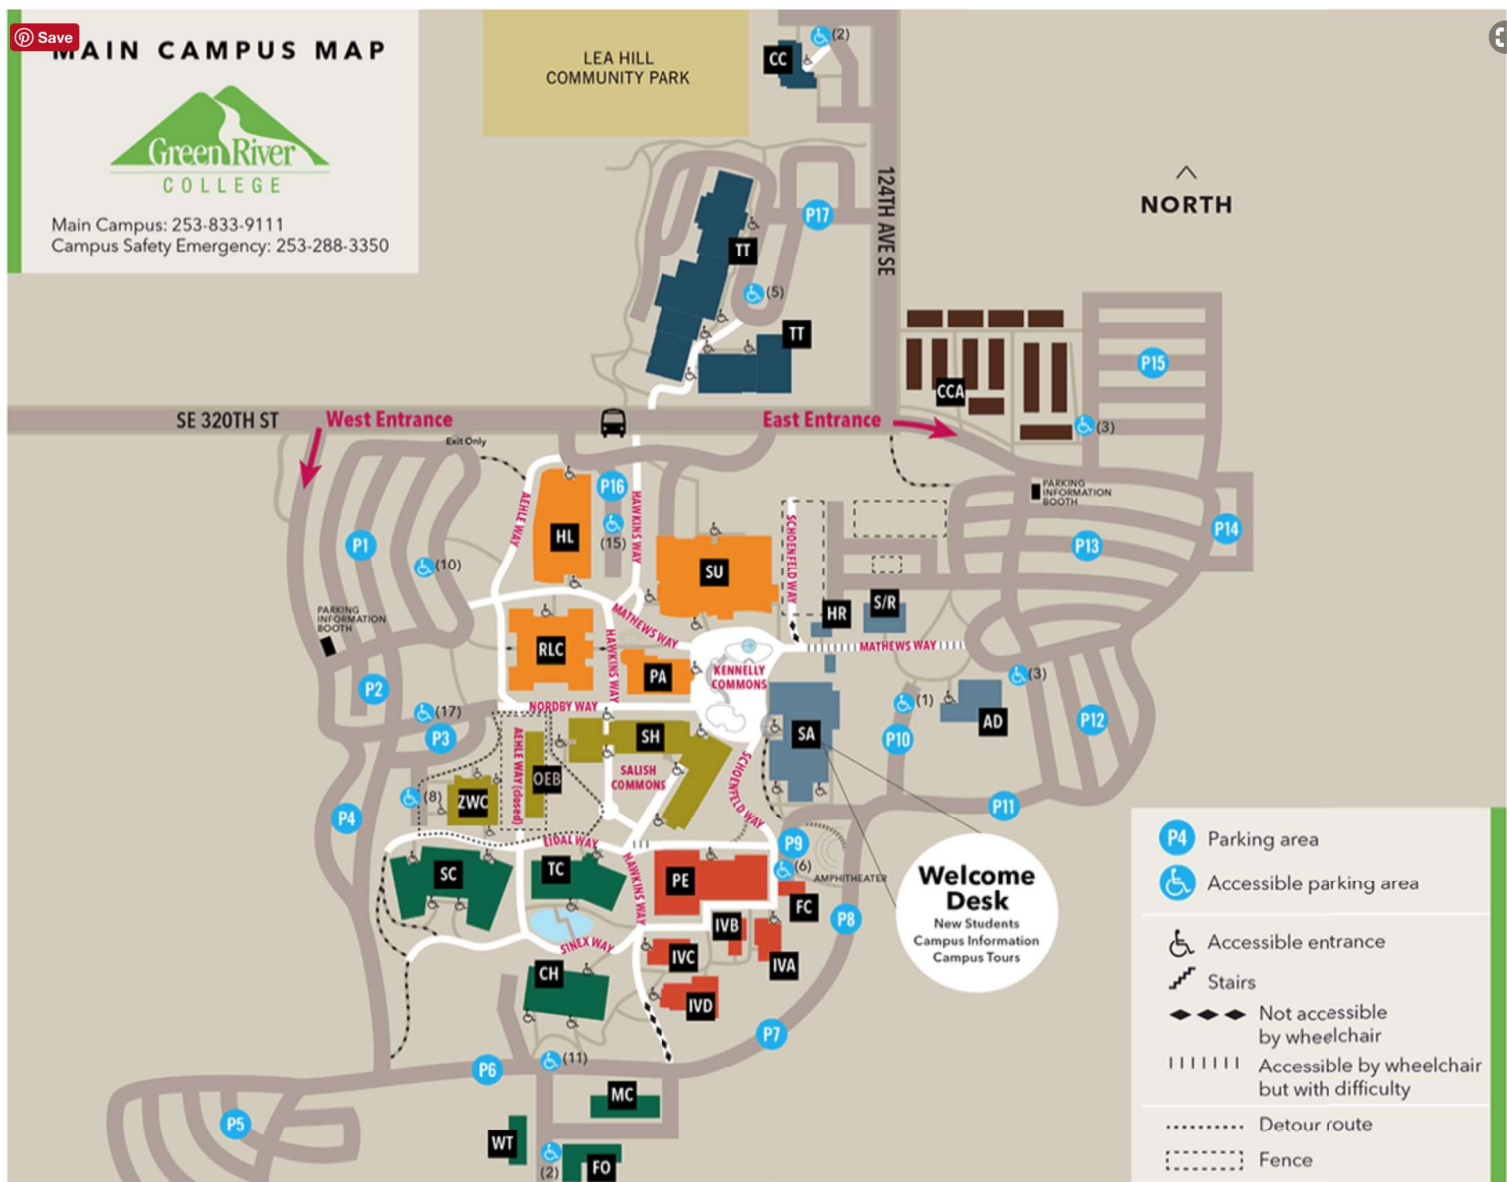 Save
MAIN CAMPUS MAP
Green River
COLLEGE
Main Campus: 253-833-9111
Campus Safety Emergency: 253-288-3350
LEA HILL
COMMUNITY PARK
CC
(2)
124TH AVE SE
NORTH
P17
TT
(5)
TT
CCA
P15
(3)
SE 320TH ST
West Entrance
East Entrance
Exit Only
PARKING
INFORMATION
BOOTH
P16
(15)
AEHLE WAY
HAWKINS WAY
HL
SU
SCHOENFELD WAY
P1
(10)
P13
P14
PARKING
INFORMATION
BOOTH
HR
S/R
MATHEWS WAY
HAWKINS WAY
MATHEWS WAY
RLC
PA
KENNELLY
COMMONS
P2
(3)
(1)
AD
P12
P10
NORDBY WAY
(17)
P3
AEHLE WAY (closed)
OEB
SH
SALISH
COMMONS
SCHOENFELD WAY
SA
(8)
ZWC
P4
P11
EIDAL WAY
P9
(6)
AMPHITHEATER
SC
TC
HAWKINS WAY
PE
FC
P8
IVB
IVA
IVC
IVD
SINEX WAY
CH
P7
P6
(11)
P5
MC
WT
(2)
FO
Welcome
Desk
New Students
Campus Information
Campus Tours
P4
Parking area
Accessible parking area
Accessible entrance
Stairs
Not accessible
by wheelchair
Accessible by wheelchair
but with difficulty
Detour route
Fence